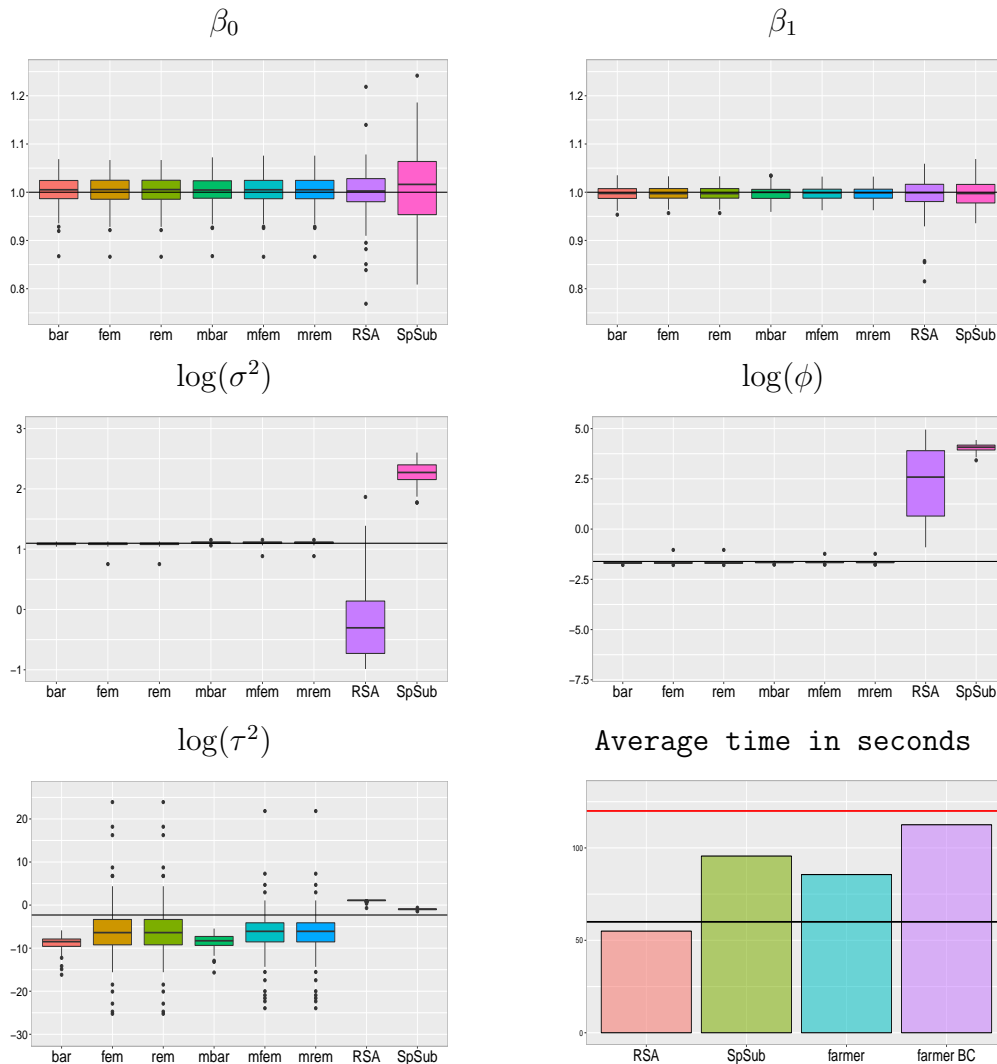 β₀
1.2
1.1
1.0
0.9
0.8
bar fem rem mbar mfem mrem RSA SpSub
β₁
1.2
1.1
1.0
0.9
0.8
bar fem rem mbar mfem mrem RSA SpSub
log(σ²)
3
2
1
0
−1
bar fem rem mbar mfem mrem RSA SpSub
log(ϕ)
5.0
2.5
0.0
−2.5
−5.0
−7.5
bar fem rem mbar mfem mrem RSA SpSub
log(τ²)
20
10
0
−10
−20
−30
bar fem rem mbar mfem mrem RSA SpSub
Average time in seconds
100
50
0
RSA SpSub farmer farmer BC